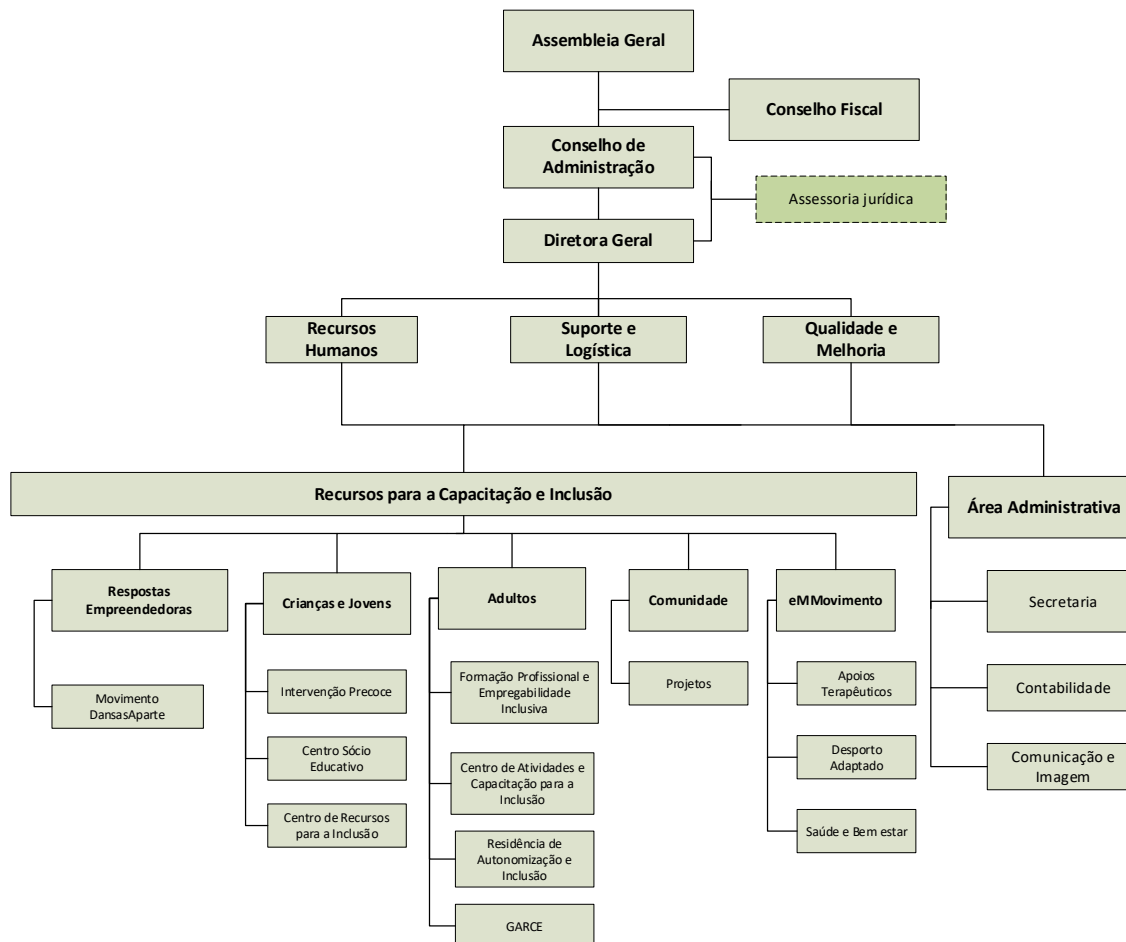 Assembleia Geral
Conselho Fiscal
Conselho de
Administração
Assessoria jurídica
Diretora Geral
Recursos
Humanos
Suporte e
Logística
Qualidade e
Melhoria
Recursos para a Capacitação e Inclusão
Área Administrativa
Respostas
Empreendedoras
Crianças e Jovens
Adultos
Comunidade
eMMovimento
Secretaria
Movimento
DansasAparte
Intervenção Precoce
Formação Profissional e
Empregabilidade
Inclusiva
Projetos
Apoios
Terapêuticos
Contabilidade
Centro Sócio
Educativo
Centro de Atividades e
Capacitação para a
Inclusão
Desporto
Adaptado
Comunicação e
Imagem
Centro de Recursos
para a Inclusão
Residência de
Autonomização e
Inclusão
Saúde e Bem estar
GARCE